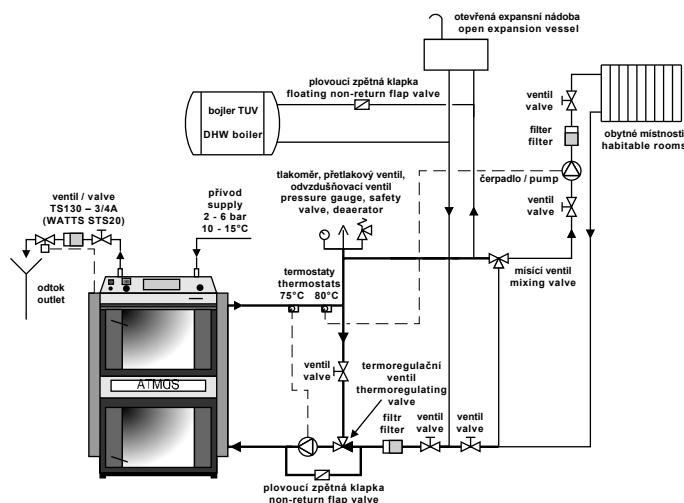 otevřená expansní nádoba
open expansion vessel
plovoucí zpětná klapka
floating non-return flap valve
bojler TUV
DHW boiler
ventil
valve
filter
filter
obytné místnosti
habitable rooms
tlakoměr, přetlakový ventil,
odvzdušňovací ventil
pressure gauge, safety
valve, deaerator
čerpadlo / pump
ventil
valve
ventil / valve
TS130 – 3/4A
(WATTS STS20)
přívod
supply
2 - 6 bar
10 - 15°C
odtok
outlet
termostaty
thermostats
75°C 80°C
mísící ventil
mixing valve
ventil
valve
termoregulační
ventil
thermoregulating
valve
ATMOS
filtr
filter
ventil
valve
ventil
valve
plovoucí zpětná klapka
non-return flap valve